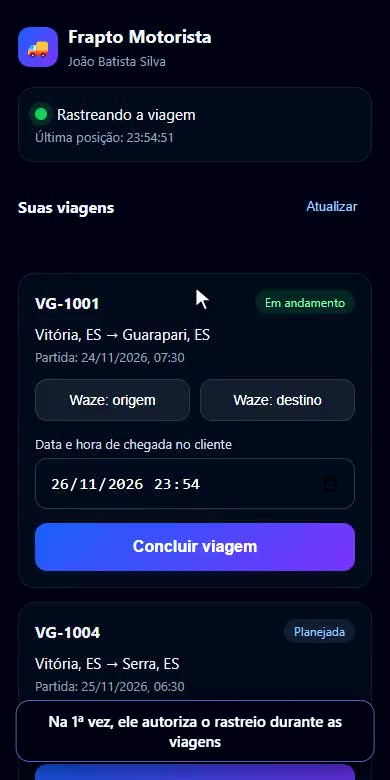 Frapto Motorista
João Batista Silva
Rastreando a viagem
Última posição: 23:54:51
Suas viagens
Atualizar
VG-1001
Em andamento
Vitória, ES → Guarapari, ES
Partida: 24/11/2026, 07:30
Waze: origem
Waze: destino
Data e hora de chegada no cliente
26/11/2026 23:54
Concluir viagem
VG-1004
Planejada
Vitória, ES → Serra, ES
Partida: 25/11/2026, 06:30
Na 1ª vez, ele autoriza o rastreio durante as
viagens